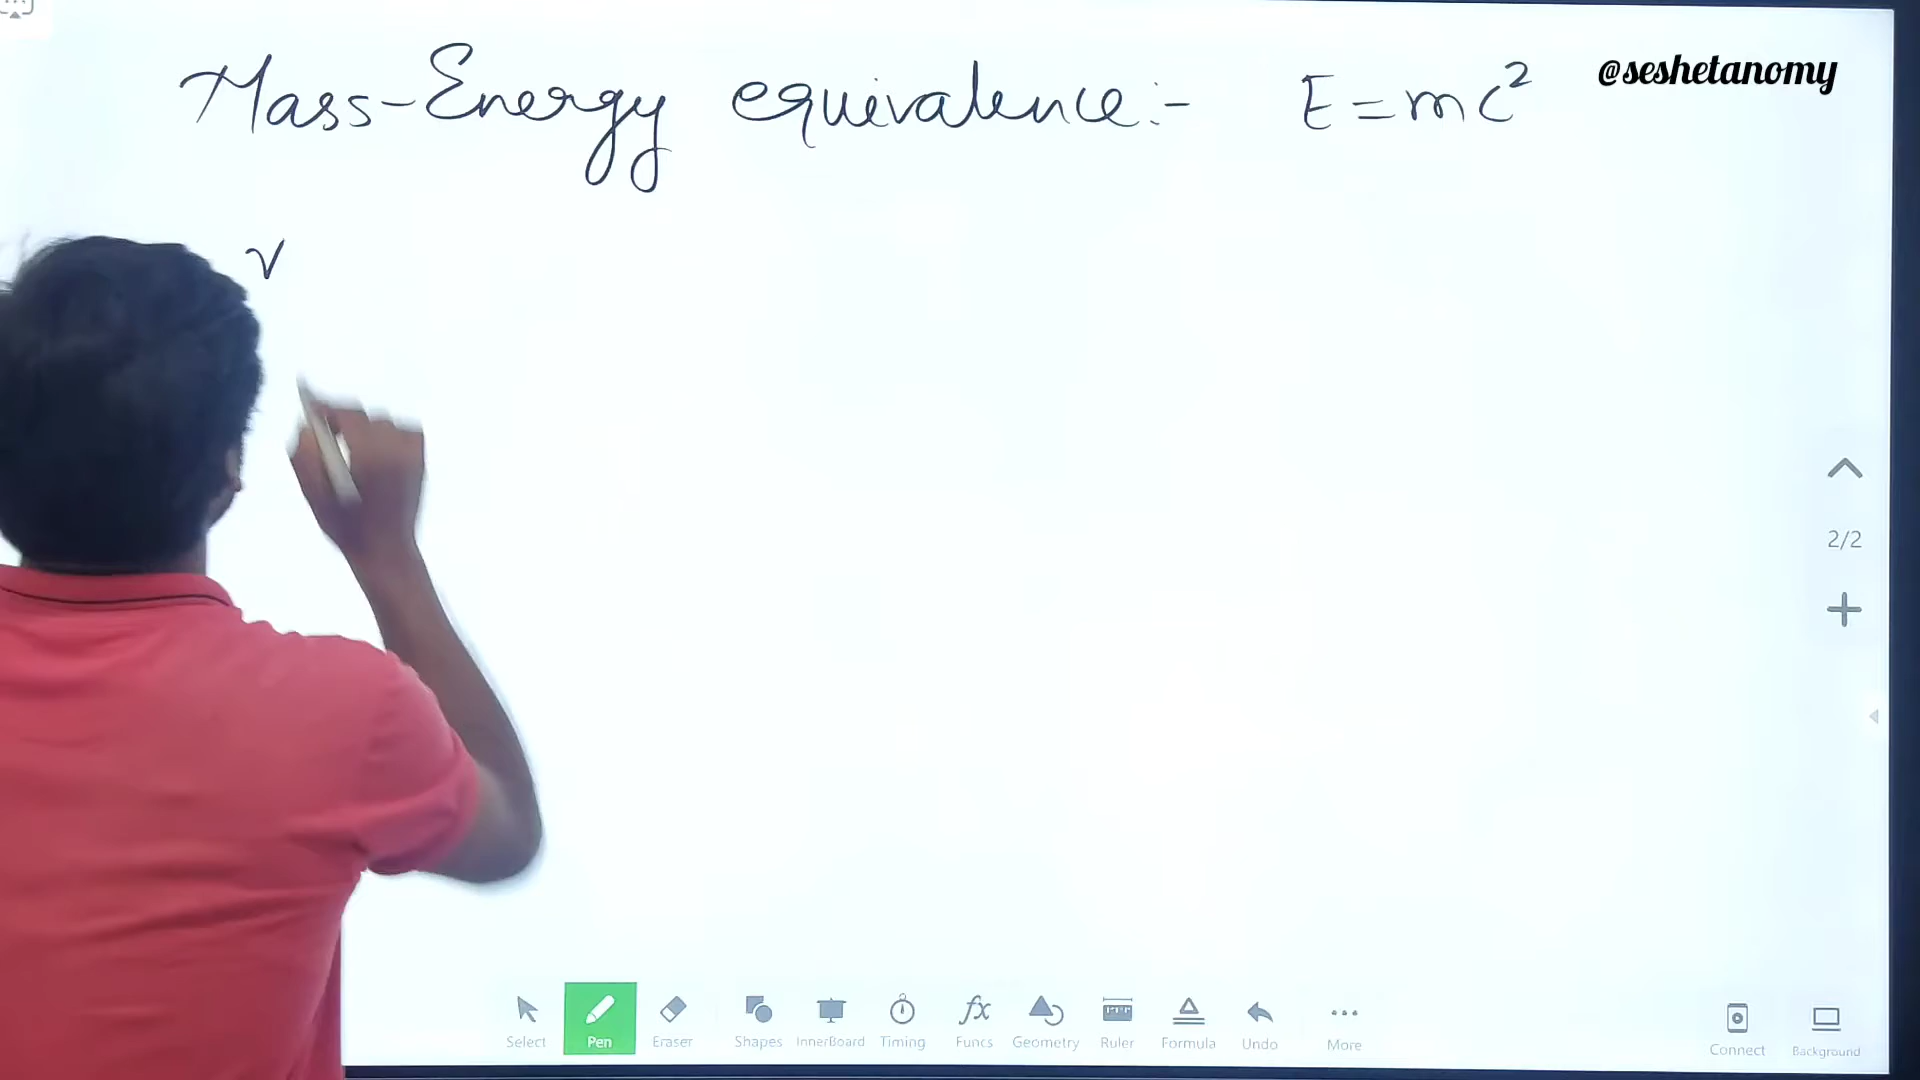 Mass-Energy equivalence:- E=mc²
@seshetanomy
v
2/2
Select Pen Eraser Shapes InnerBoard Timing Funcs Geometry Ruler Formula Undo More Connect Background